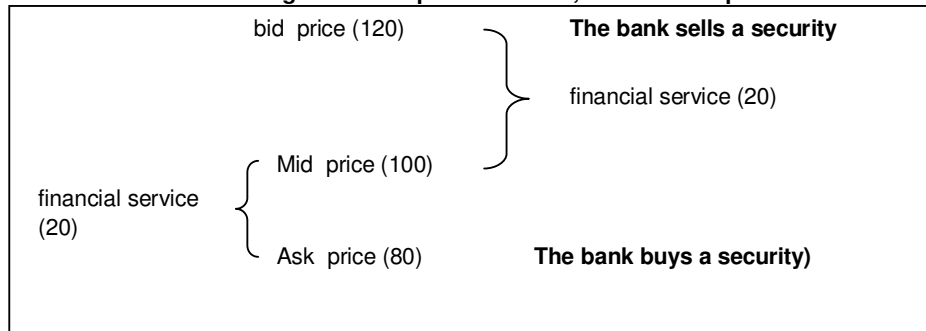 bid price (120) The bank sells a security
financial service (20)
Mid price (100)
financial service
(20)
Ask price (80) The bank buys a security)